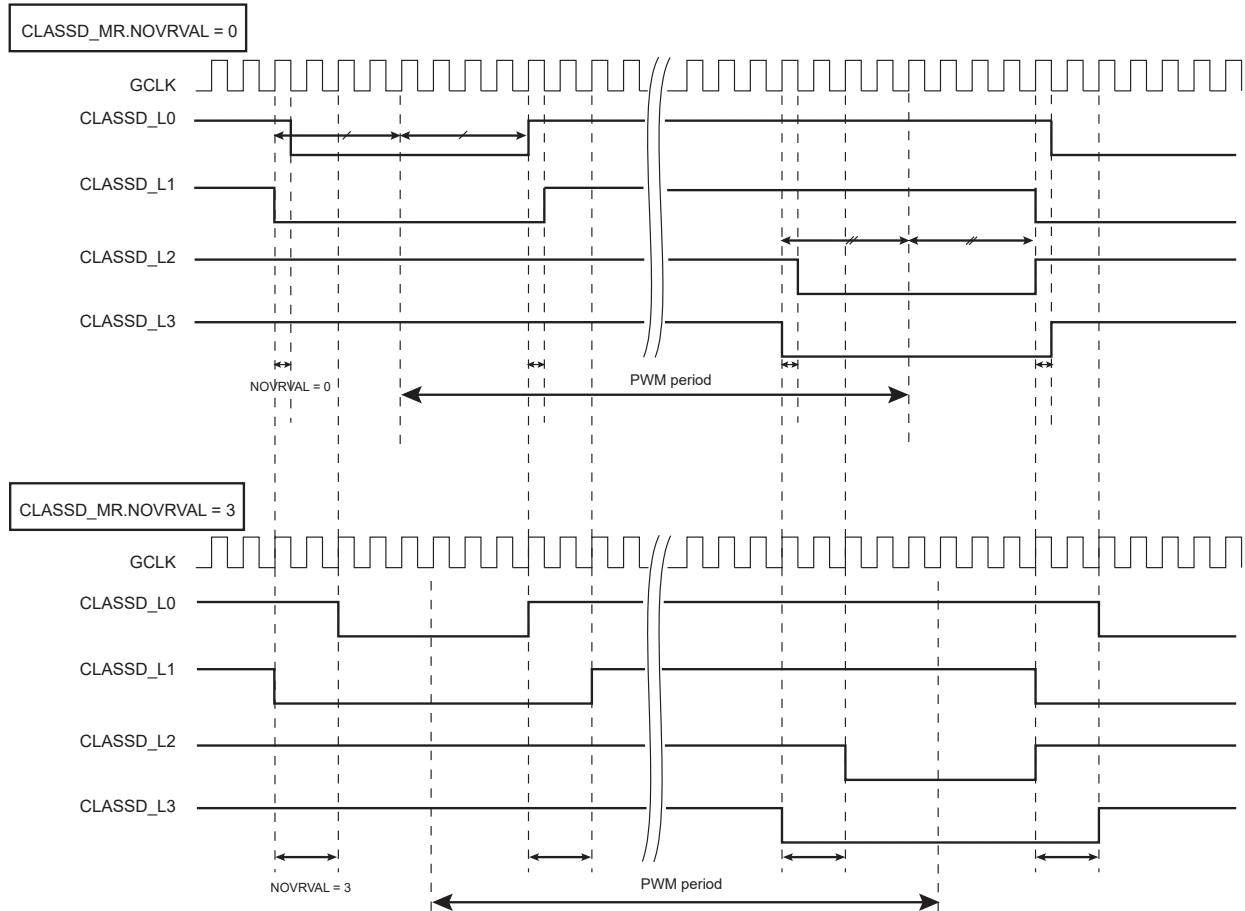 CLASSD_MR.NOVRVAL = 0
GCLK
CLASSD_L0
CLASSD_L1
CLASSD_L2
CLASSD_L3
NOVRVAL = 0
PWM period
CLASSD_MR.NOVRVAL = 3
GCLK
CLASSD_L0
CLASSD_L1
CLASSD_L2
CLASSD_L3
NOVRVAL = 3
PWM period